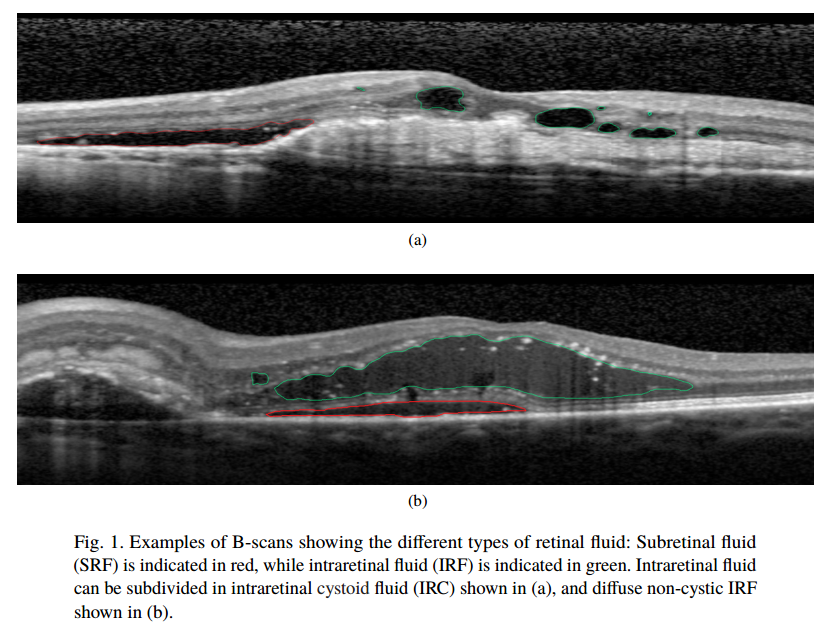 (a)
(b)
Fig. 1. Examples of B-scans showing the different types of retinal fluid: Subretinal fluid
(SRF) is indicated in red, while intraretinal fluid (IRF) is indicated in green. Intraretinal fluid
can be subdivided in intraretinal cystoid fluid (IRC) shown in (a), and diffuse non-cystic IRF
shown in (b).